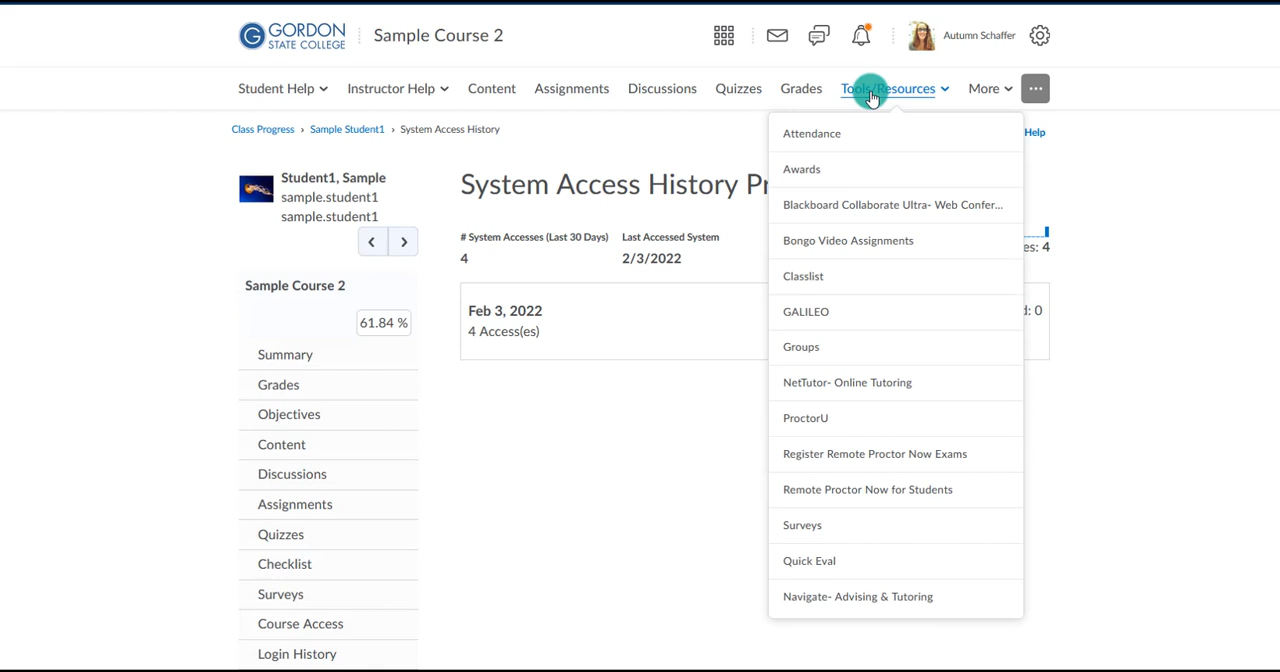 GORDON
STATE COLLEGE
Sample Course 2
Autumn Schaffer
Student Help
Instructor Help
Content
Assignments
Discussions
Quizzes
Grades
Tools/Resources
More
Class Progress › Sample Student1 › System Access History
Help
Student1, Sample
sample.student1
sample.student1
Sample Course 2
61.84 %
Summary
Grades
Objectives
Content
Discussions
Assignments
Quizzes
Checklist
Surveys
Course Access
Login History
System Access History Pr
# System Accesses (Last 30 Days)
4
Last Accessed System
2/3/2022
es: 4
Feb 3, 2022
4 Access(es)
d: 0
Attendance
Awards
Blackboard Collaborate Ultra- Web Confer...
Bongo Video Assignments
Classlist
GALILEO
Groups
NetTutor- Online Tutoring
ProctorU
Register Remote Proctor Now Exams
Remote Proctor Now for Students
Surveys
Quick Eval
Navigate- Advising & Tutoring